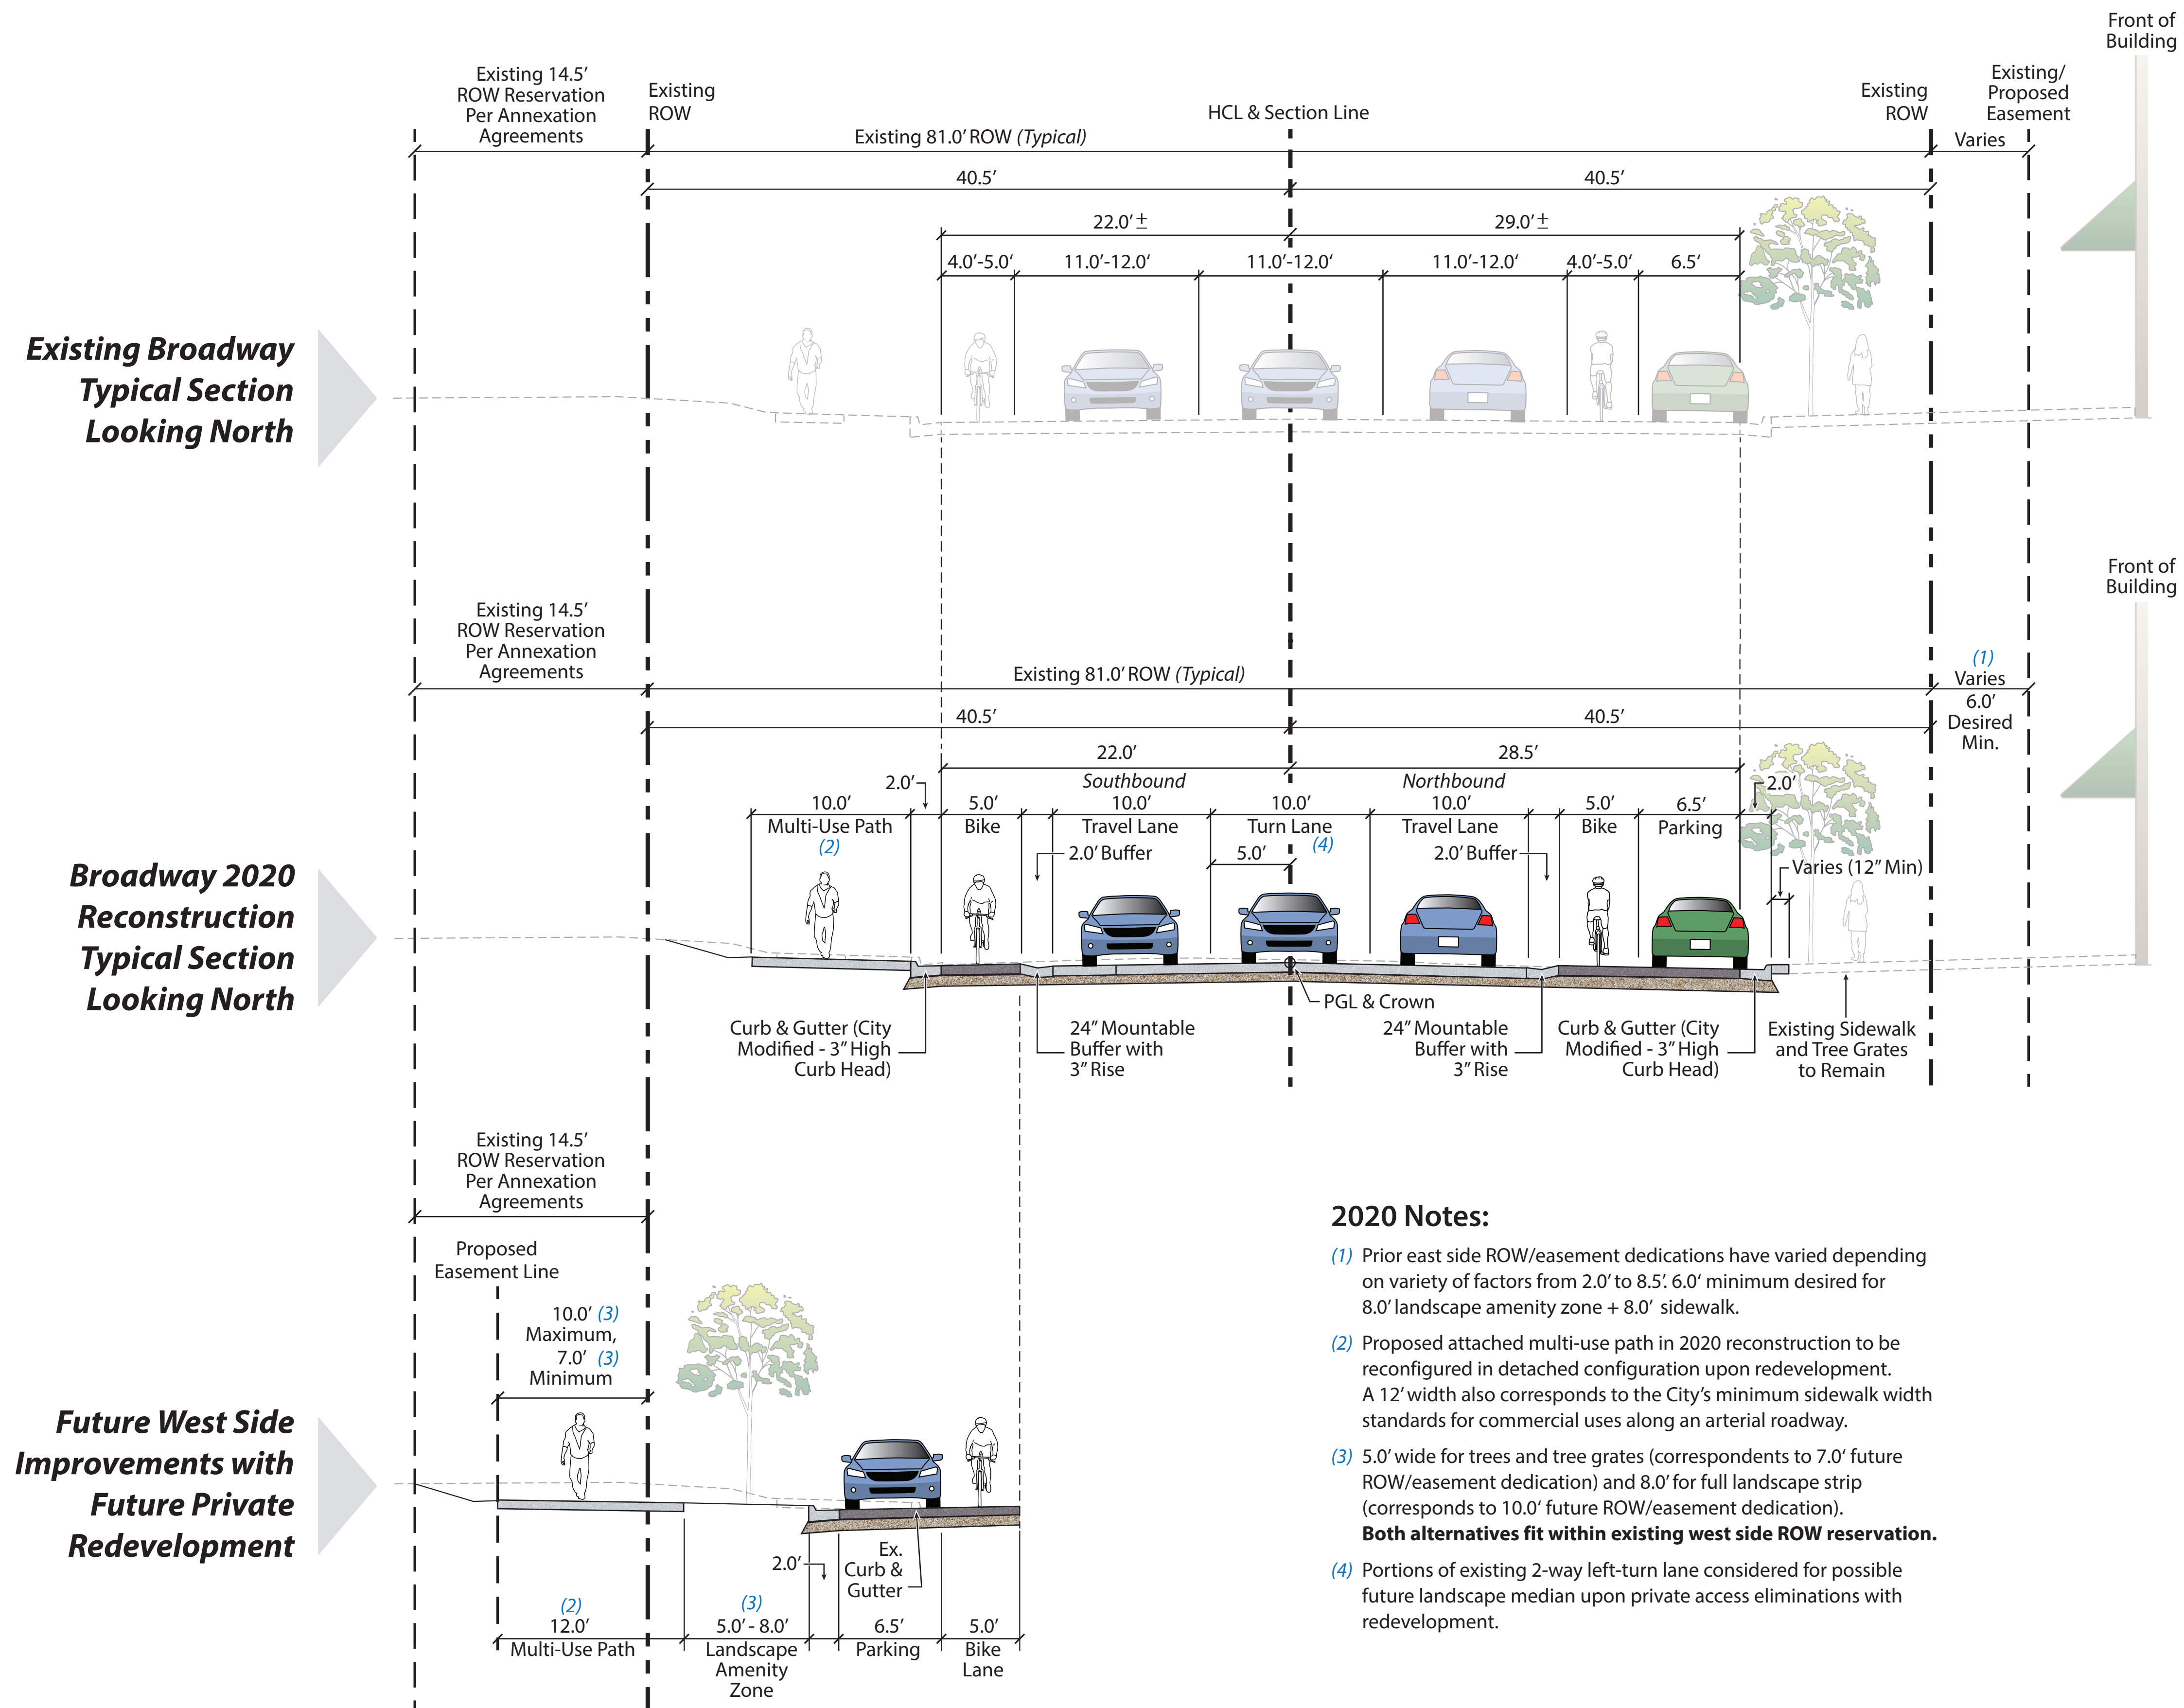 Front of
Building
Existing 14.5’
ROW Reservation
Per Annexation
Agreements
Existing
ROW
HCL & Section Line
Existing
ROW
Existing/
Proposed
Easement
Existing 81.0’ ROW (Typical)
Varies
40.5’
40.5’
22.0’ ±
29.0’ ±
4.0’-5.0‘
11.0’-12.0‘
11.0’-12.0‘
11.0’-12.0‘
4.0’-5.0‘
6.5‘
Existing Broadway
Typical Section
Looking North
Front of
Building
Existing 14.5’
ROW Reservation
Per Annexation
Agreements
Existing 81.0’ ROW (Typical)
(1)
Varies
6.0’
Desired
Min.
40.5’
40.5’
22.0’
28.5’
Southbound
Northbound
2.0’
2.0’
10.0’
5.0’
10.0’
10.0’
10.0’
5.0’
6.5’
Multi-Use Path
Bike
Travel Lane
Turn Lane
Travel Lane
Bike
Parking
(2)
(4)
2.0’ Buffer
5.0’
2.0’ Buffer
Varies (12” Min)
Broadway 2020
Reconstruction
Typical Section
Looking North
PGL & Crown
Curb & Gutter (City
Modified - 3” High
Curb Head)
24” Mountable
Buffer with
3” Rise
24” Mountable
Buffer with
3” Rise
Curb & Gutter (City
Modified - 3” High
Curb Head)
Existing Sidewalk
and Tree Grates
to Remain
Existing 14.5’
ROW Reservation
Per Annexation
Agreements
Proposed
Easement Line
10.0’ (3)
Maximum,
7.0’ (3)
Minimum
Future West Side
Improvements with
Future Private
Redevelopment
Ex.
Curb &
Gutter
2.0’
(2)
12.0’
Multi-Use Path
(3)
5.0’ - 8.0’
Landscape
Amenity
Zone
6.5’
Parking
5.0’
Bike
Lane
2020 Notes:
(1) Prior east side ROW/easement dedications have varied depending
on variety of factors from 2.0’ to 8.5’. 6.0‘ minimum desired for
8.0’ landscape amenity zone + 8.0’ sidewalk.
(2) Proposed attached multi-use path in 2020 reconstruction to be
reconfigured in detached configuration upon redevelopment.
A 12’ width also corresponds to the City’s minimum sidewalk width
standards for commercial uses along an arterial roadway.
(3) 5.0’ wide for trees and tree grates (correspondents to 7.0‘ future
ROW/easement dedication) and 8.0’ for full landscape strip
(corresponds to 10.0‘ future ROW/easement dedication).
Both alternatives fit within existing west side ROW reservation.
(4) Portions of existing 2-way left-turn lane considered for possible
future landscape median upon private access eliminations with
redevelopment.